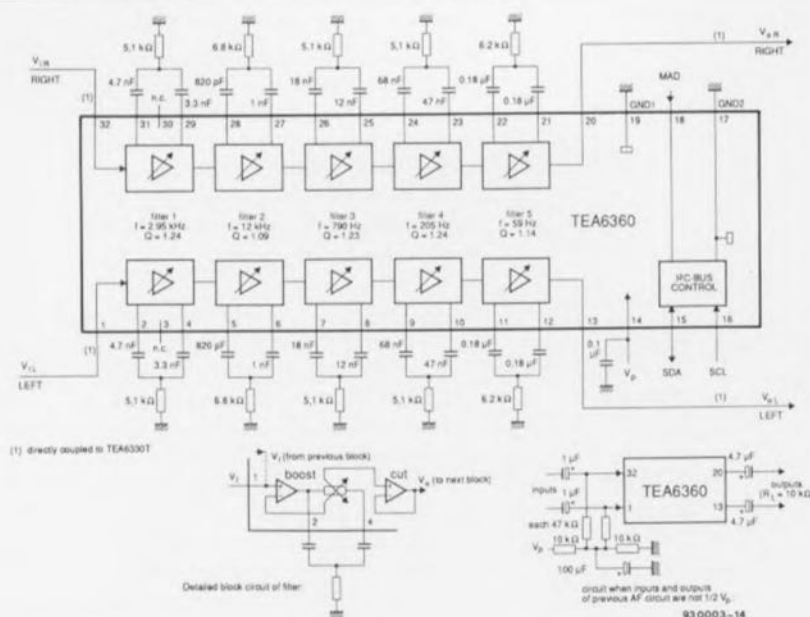 5,1 kΩ 6.8 kΩ 5,1 kΩ 5,1 kΩ 6.2 kΩ
(1) V o R
RIGHT
V i R
RIGHT
4.7 nF 820 pF 18 nF 68 nF 0.18 µF
MAD
(1) n.c. 3.3 nF 1 nF 12 nF 47 nF 0.18 µF GND1 GND2
32 31 30 29 28 27 26 25 24 23 22 21 20 19 18 17
filter 1 filter 2 filter 3 filter 4 filter 5
f = 2.95 kHz f = 12 kHz f = 790 Hz f = 205 Hz f = 59 Hz
Q = 1.24 Q = 1.09 Q = 1.23 Q = 1.24 Q = 1.14
TEA6360
I²C-BUS
CONTROL
1 2 3 4 5 6 7 8 9 10 11 12 13 14 15 16
(1) 4.7 nF n.c. 820 pF 18 nF 68 nF 0.18 µF 0.1
µF
3.3 nF 1 nF 12 nF 47 nF 0.18 µF
V i L
LEFT
Vp SDA SCL
5,1 kΩ 6.8 kΩ 5,1 kΩ 5,1 kΩ 6.2 kΩ
(1) V o L
LEFT
(1) directly coupled to TEA6330T
V i (from previous block)
V i 1 boost cut V o (to next block)
2 4
Detailed block circuit of filter:
1 µF 4.7 µF
32 20
inputs 1 µF TEA6360 outputs
(R L = 10 kΩ)
1 13
each 47 kΩ 4.7 µF
10 kΩ 10 kΩ
Vp
100 µF
circuit when inputs and outputs
of previous AF circuit are not 1/2 Vp.
930003-14